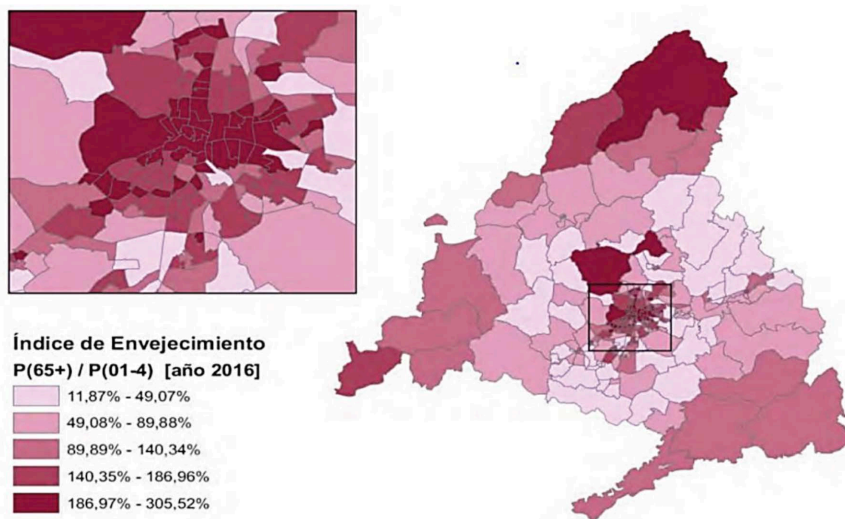 Índice de Envejecimiento
P(65+) / P(01-4) [año 2016]
11,87% - 49,07%
49,08% - 89,88%
89,89% - 140,34%
140,35% - 186,96%
186,97% - 305,52%